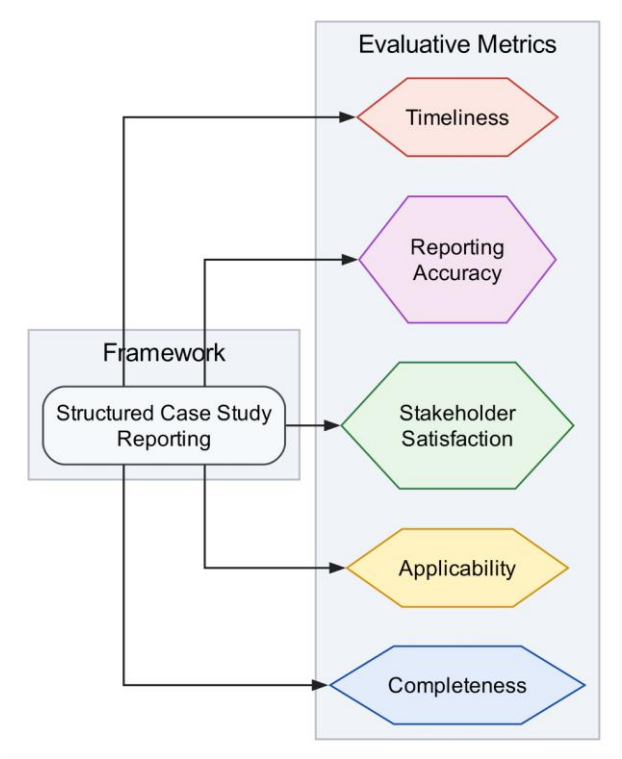 Evaluative Metrics
Timeliness
Reporting
Accuracy
Framework
Structured Case Study
Reporting
Stakeholder
Satisfaction
Applicability
Completeness